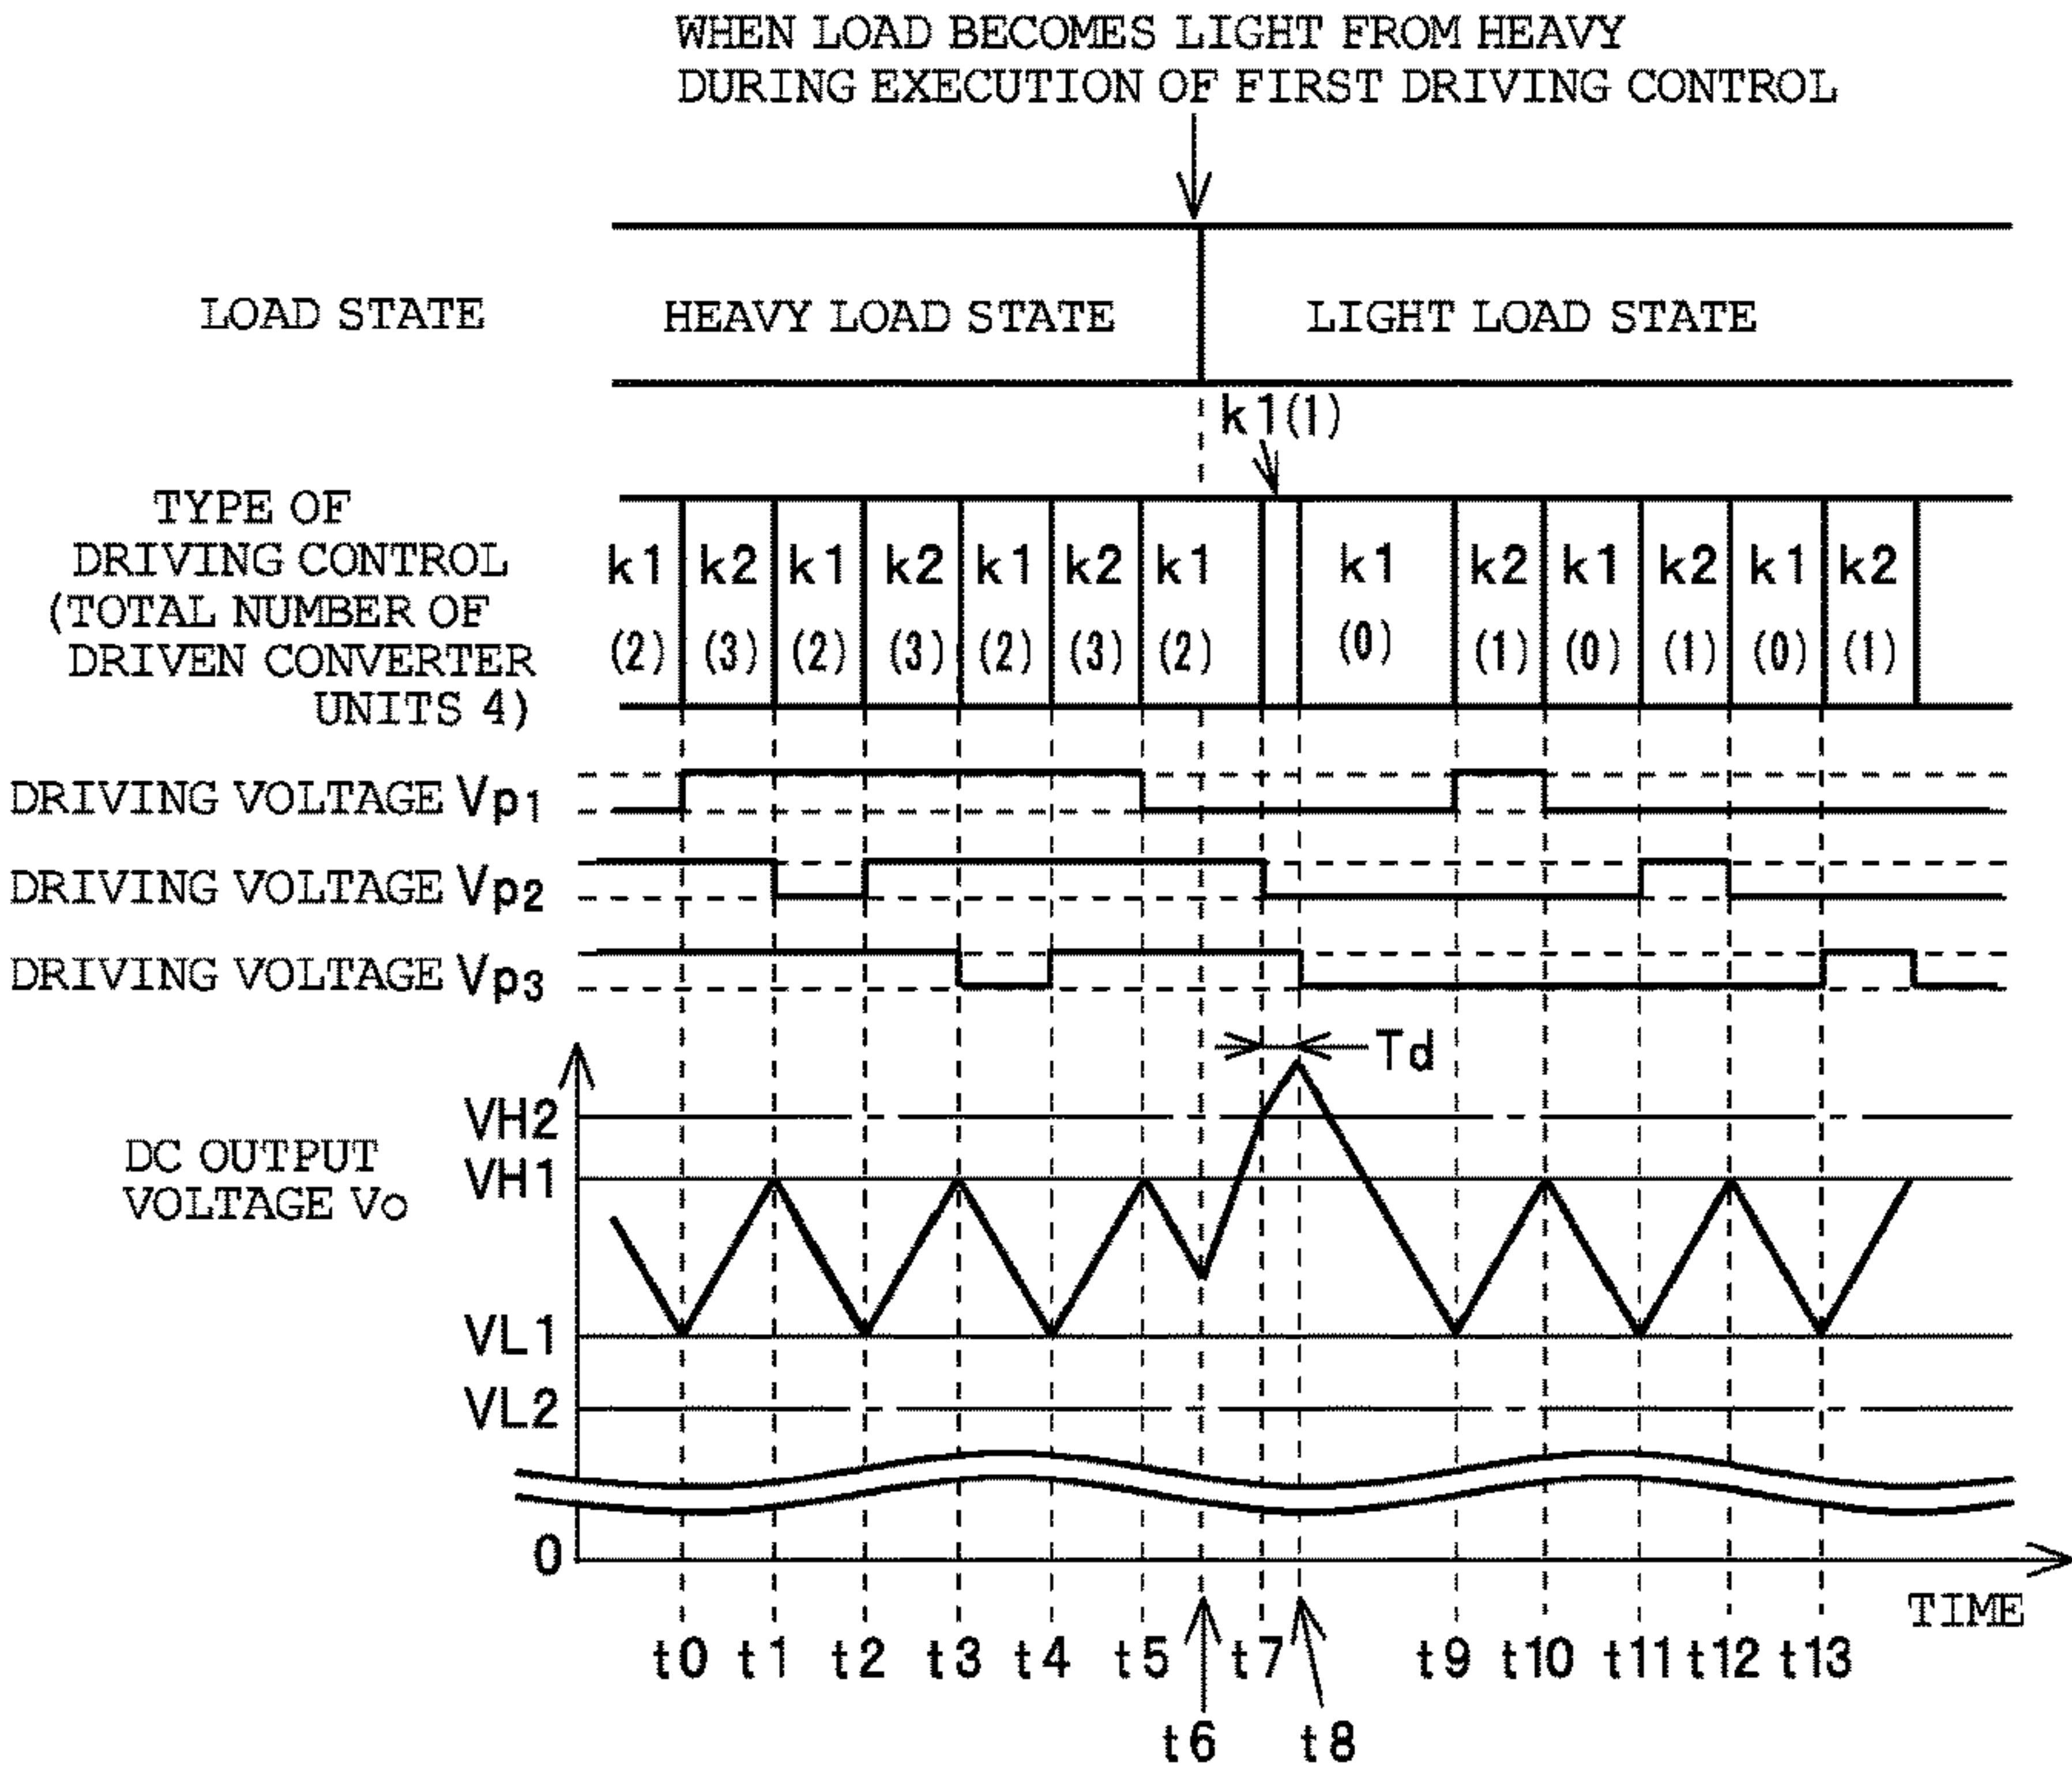 WHEN LOAD BECOMES LIGHT FROM HEAVY
DURING EXECUTION OF FIRST DRIVING CONTROL
LOAD STATE
HEAVY LOAD STATE
LIGHT LOAD STATE
k1(1)
TYPE OF
DRIVING CONTROL
(TOTAL NUMBER OF
DRIVEN CONVERTER
UNITS 4)
k1 k2 k1 k2 k1 k2 k1 k1 k2 k1 k2 k1 k2
(2) (3) (2) (3) (2) (3) (2) (0) (1) (0) (1) (0) (1)
DRIVING VOLTAGE Vp1
DRIVING VOLTAGE Vp2
DRIVING VOLTAGE Vp3
Td
DC OUTPUT
VOLTAGE Vo
VH2
VH1
VL1
VL2
0
TIME
t0 t1 t2 t3 t4 t5 t7 t9 t10 t11 t12 t13
t6 t8